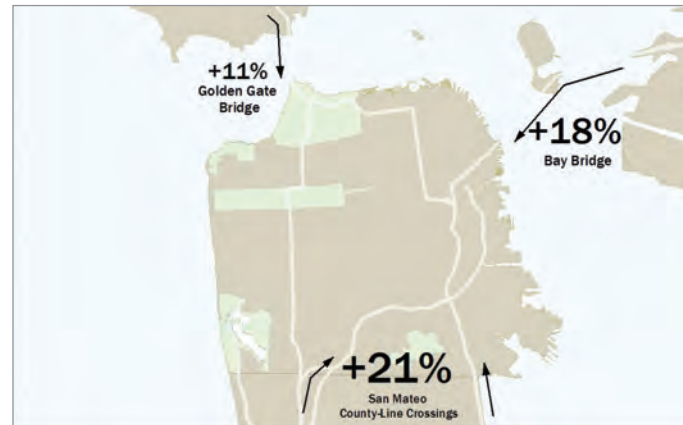 +11%
Golden Gate
Bridge
+18%
Bay Bridge
+21%
San Mateo
County-Line Crossings